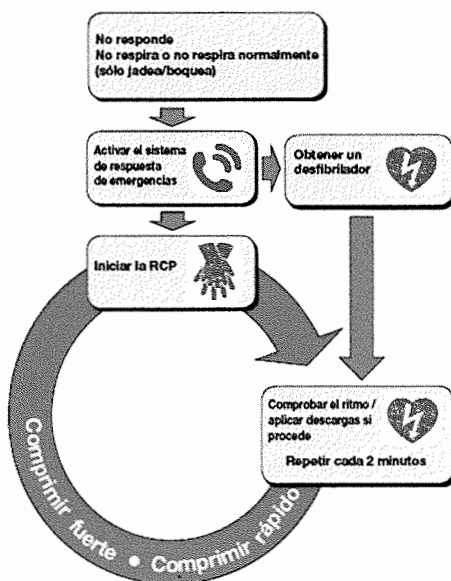 No responde
No respira o no respira normalmente
(sólo jadea/boquea)
Activar el sistema
de respuesta
de emergencias
Obtener un
desfibrilador
Iniciar la RCP
Comprobar el ritmo /
aplicar descargas si
procede
Repetir cada 2 minutos
Comprimir fuerte • Comprimir rápido